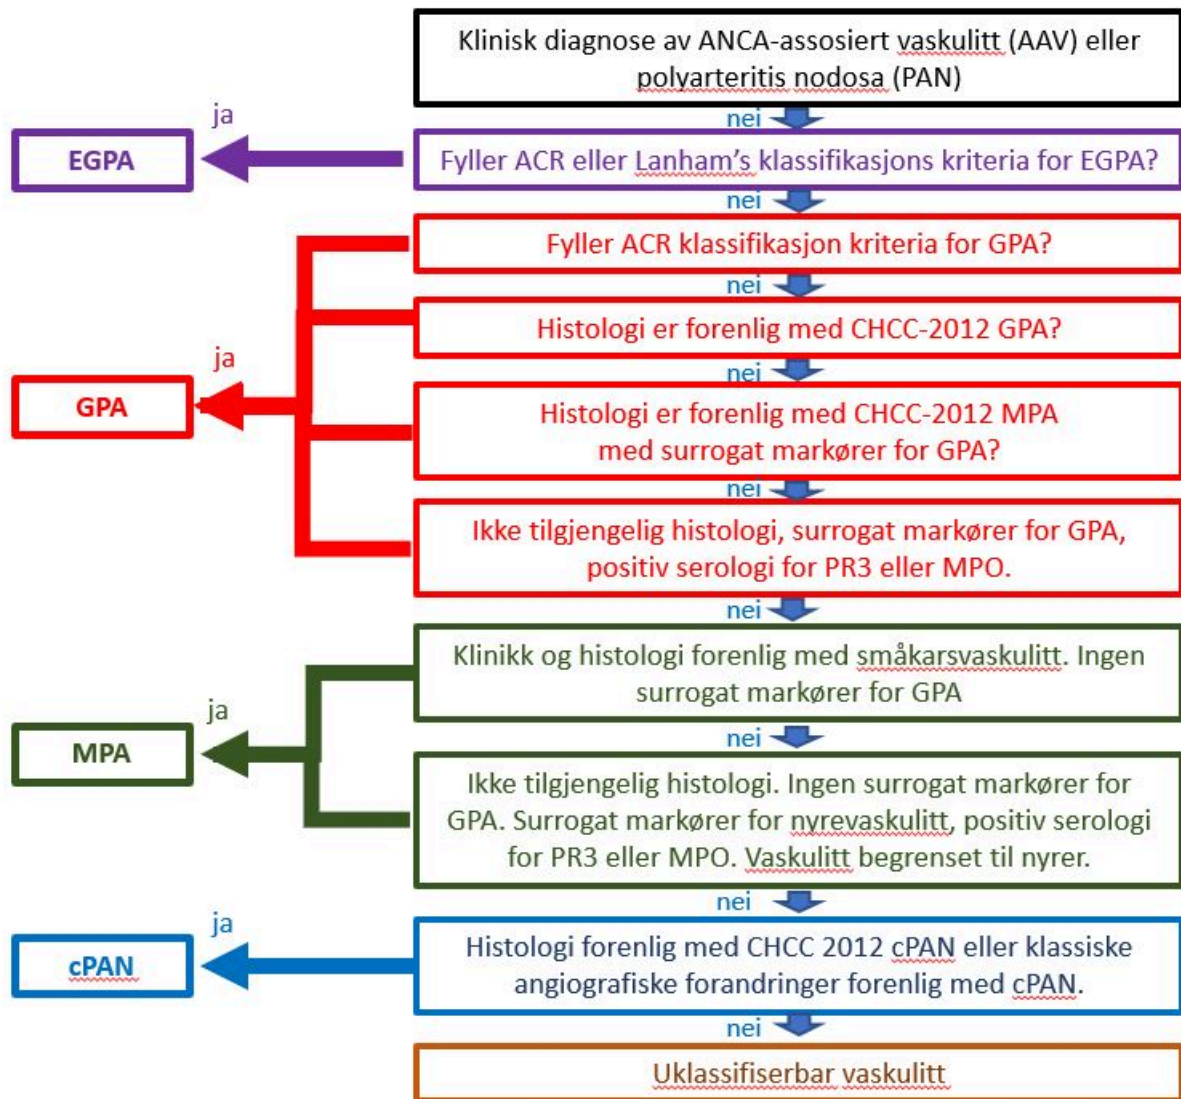 Klinisk diagnose av ANCA-assosiert vaskulitt (AAV) eller
polyarteritis nodosa (PAN)
nei
ja
EGPA
Fyller ACR eller Lanham's klassifikasjons kriteria for EGPA?
nei
Fyller ACR klassifikasjon kriteria for GPA?
nei
Histologi er forenlig med CHCC-2012 GPA?
nei
ja
GPA
Histologi er forenlig med CHCC-2012 MPA
med surrogat markører for GPA?
nei
Ikke tilgjengelig histologi, surrogat markører for GPA,
positiv serologi for PR3 eller MPO.
nei
Klinikk og histologi forenlig med småkarsvaskulitt. Ingen
surrogat markører for GPA
ja
MPA
nei
Ikke tilgjengelig histologi. Ingen surrogat markører for
GPA. Surrogat markører for nyrevaskulitt, positiv serologi
for PR3 eller MPO. Vaskulitt begrenset til nyrer.
nei
ja
cPAN
Histologi forenlig med CHCC 2012 cPAN eller klassiske
angiografiske forandringer forenlig med cPAN.
nei
Uklassifiserbar vaskulitt